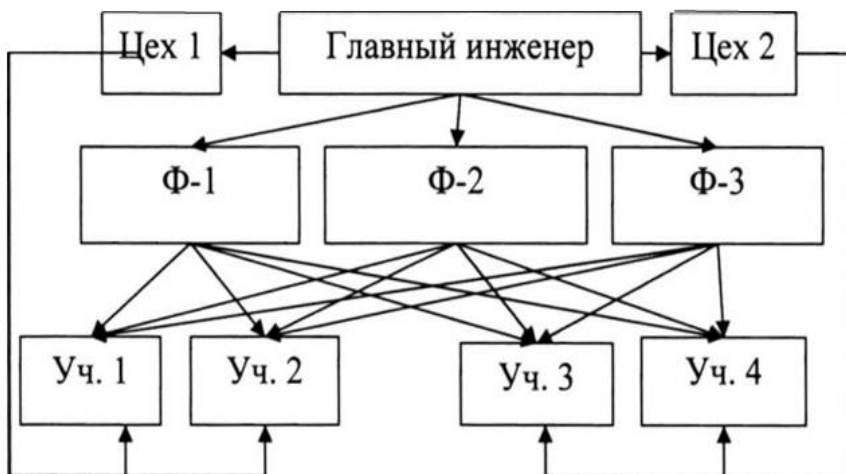 Цех 1
Главный инженер
Цех 2
Ф-1
Ф-2
Ф-3
Уч. 1
Уч. 2
Уч. 3
Уч. 4